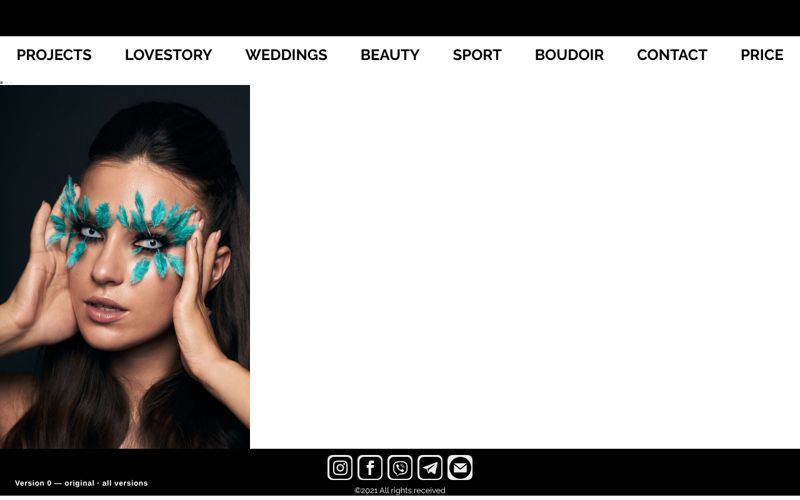 PROJECTS LOVESTORY WEDDINGS BEAUTY SPORT BOUDOIR CONTACT PRICE
Version 0 — original · all versions
©2021 All rights received